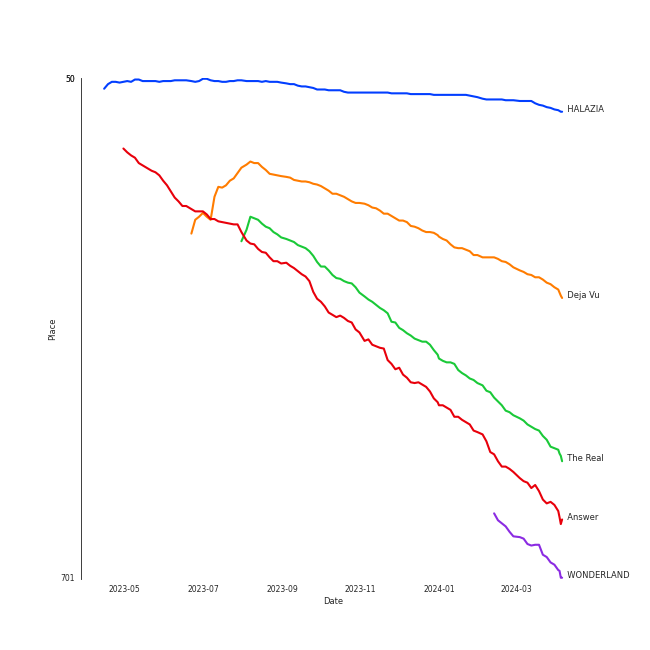 50
HALAZIA
Deja Vu
Place
The Real
Answer
WONDERLAND
701
2023-05 2023-07 2023-09 2023-11 2024-01 2024-03
Date